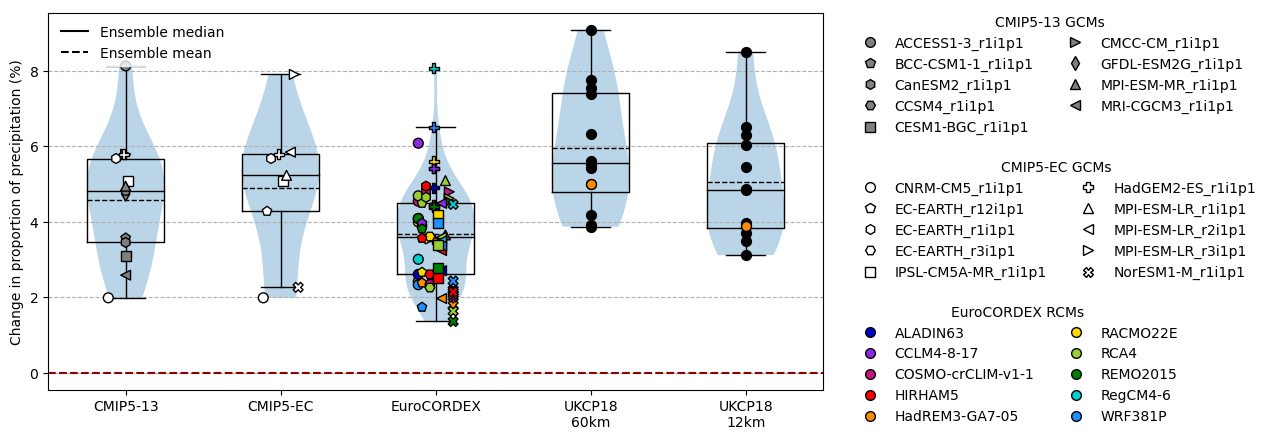 Change in proportion of precipitation (%)
8
6
4
2
0
Ensemble median
Ensemble mean
CMIP5-13
CMIP5-EC
EuroCORDEX
UKCP18
60km
UKCP18
12km
CMIP5-13 GCMs
ACCESS1-3_r1i1p1
BCC-CSM1-1_r1i1p1
CanESM2_r1i1p1
CCSM4_r1i1p1
CESM1-BGC_r1i1p1
CMCC-CM_r1i1p1
GFDL-ESM2G_r1i1p1
MPI-ESM-MR_r1i1p1
MRI-CGCM3_r1i1p1
CMIP5-EC GCMs
CNRM-CM5_r1i1p1
EC-EARTH_r12i1p1
EC-EARTH_r1i1p1
EC-EARTH_r3i1p1
IPSL-CM5A-MR_r1i1p1
HadGEM2-ES_r1i1p1
MPI-ESM-LR_r1i1p1
MPI-ESM-LR_r2i1p1
MPI-ESM-LR_r3i1p1
NorESM1-M_r1i1p1
EuroCORDEX RCMs
ALADIN63
CCLM4-8-17
COSMO-crCLIM-v1-1
HIRHAM5
HadREM3-GA7-05
RACMO22E
RCA4
REMO2015
RegCM4-6
WRF381P